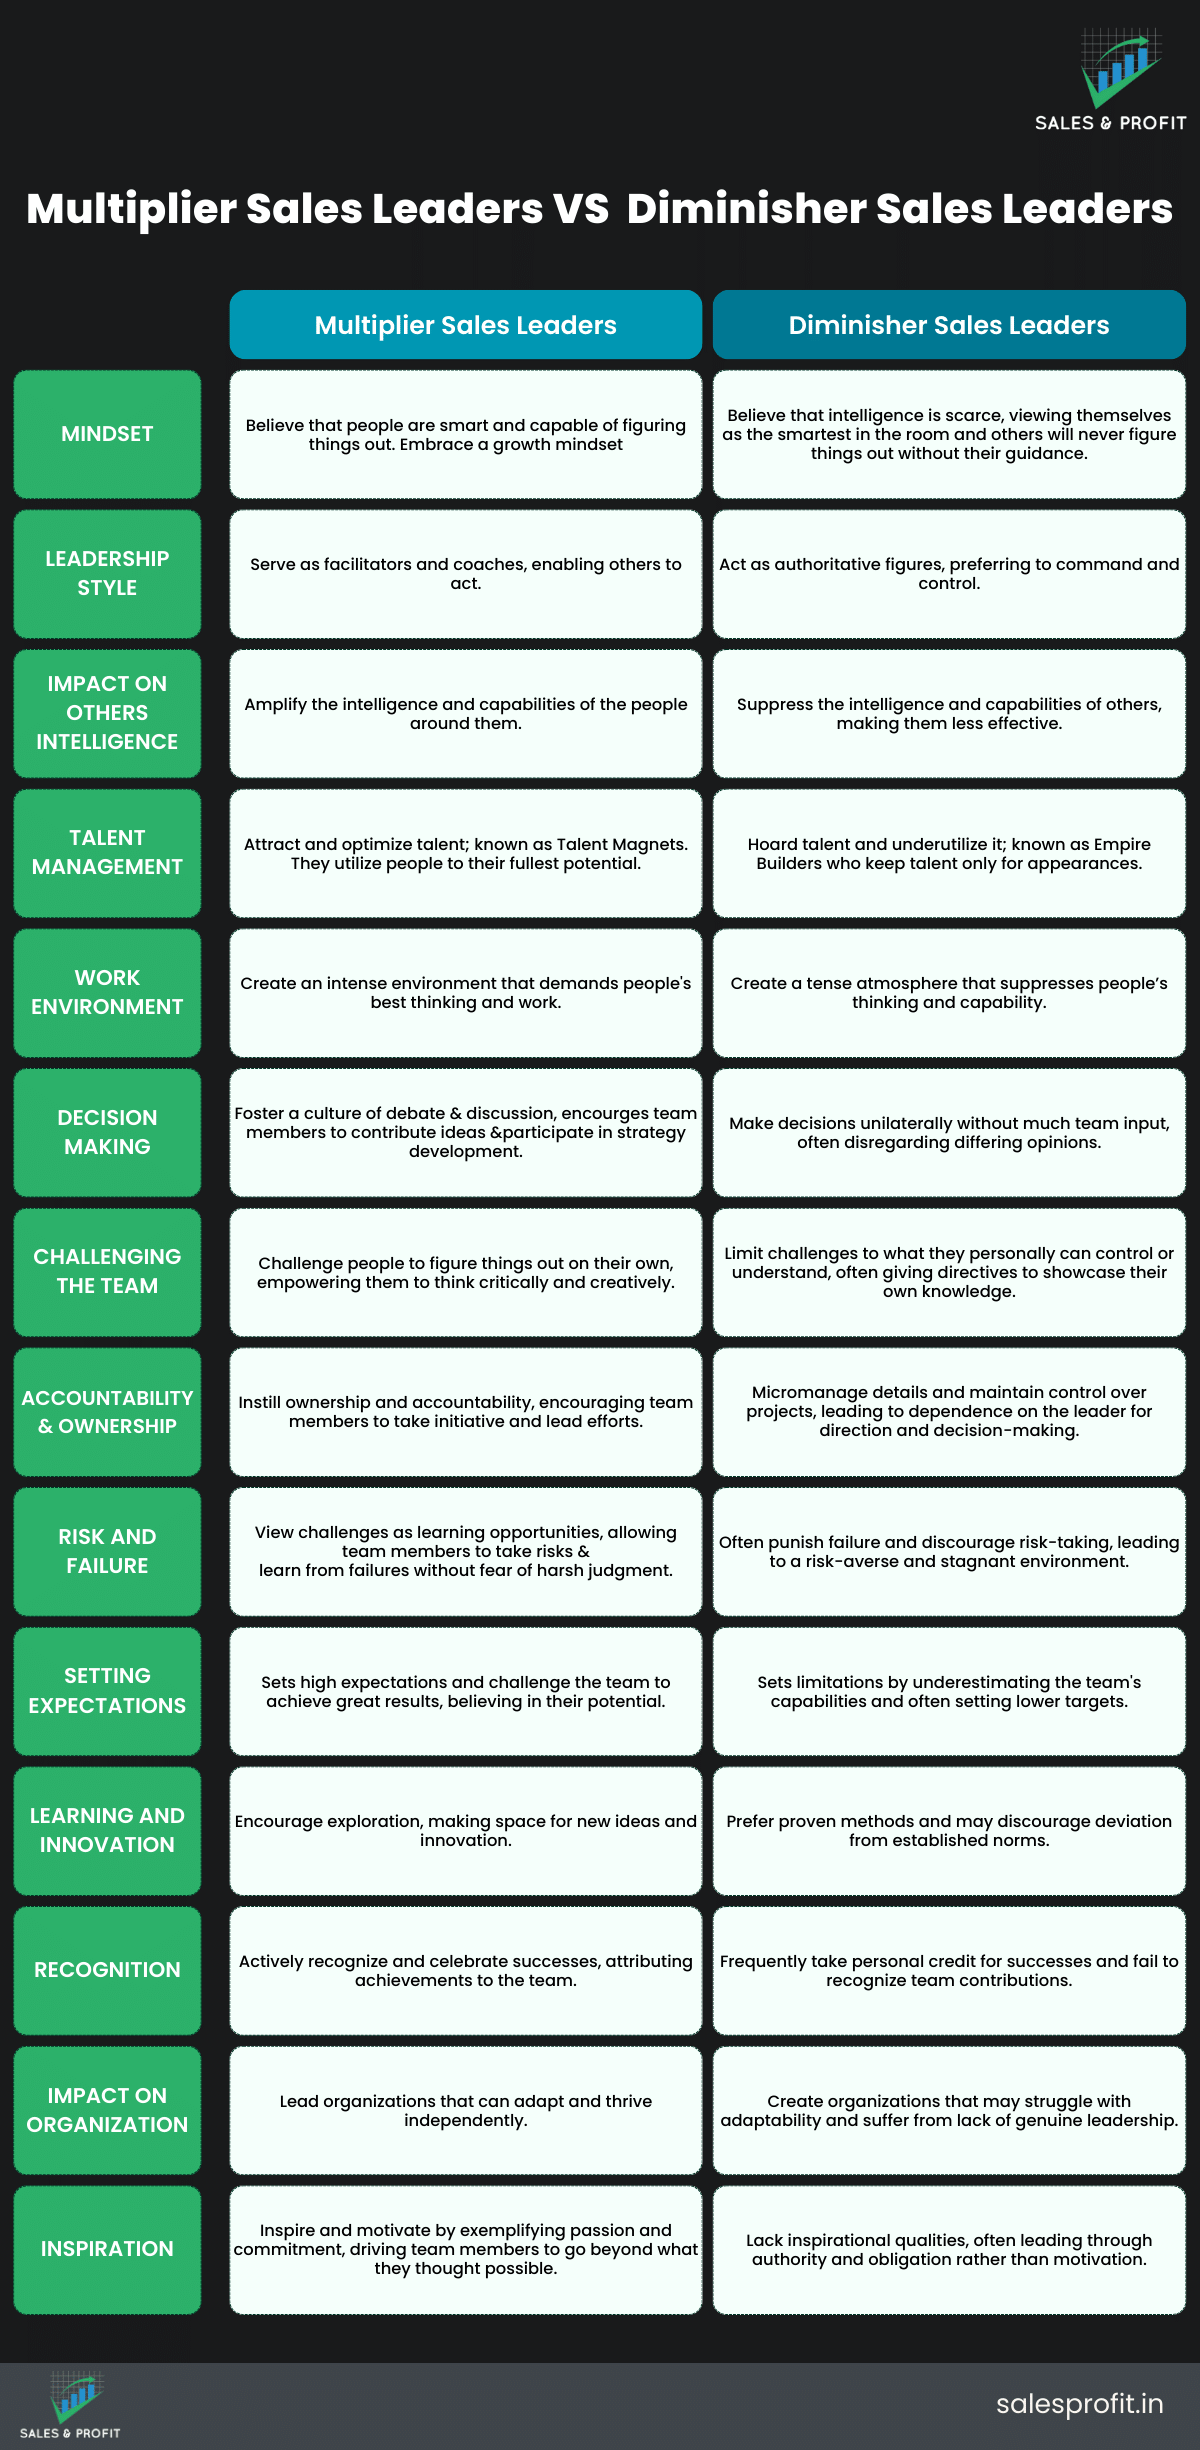 SALES & PROFIT
Multiplier Sales Leaders VS Diminisher Sales Leaders
Multiplier Sales Leaders
Diminisher Sales Leaders
MINDSET
Believe that people are smart and capable of figuring
things out. Embrace a growth mindset
Believe that intelligence is scarce, viewing themselves
as the smartest in the room and others will never figure
things out without their guidance.
LEADERSHIP
STYLE
Serve as facilitators and coaches, enabling others to
act.
Act as authoritative figures, preferring to command and
control.
IMPACT ON
OTHERS
INTELLIGENCE
Amplify the intelligence and capabilities of the people
around them.
Suppress the intelligence and capabilities of others,
making them less effective.
TALENT
MANAGEMENT
Attract and optimize talent; known as Talent Magnets.
They utilize people to their fullest potential.
Hoard talent and underutilize it; known as Empire
Builders who keep talent only for appearances.
WORK
ENVIRONMENT
Create an intense environment that demands people's
best thinking and work.
Create a tense atmosphere that suppresses people’s
thinking and capability.
DECISION
MAKING
Foster a culture of debate & discussion, encourges team
members to contribute ideas &participate in strategy
development.
Make decisions unilaterally without much team input,
often disregarding differing opinions.
CHALLENGING
THE TEAM
Challenge people to figure things out on their own,
empowering them to think critically and creatively.
Limit challenges to what they personally can control or
understand, often giving directives to showcase their
own knowledge.
ACCOUNTABILITY
& OWNERSHIP
Instill ownership and accountability, encouraging team
members to take initiative and lead efforts.
Micromanage details and maintain control over
projects, leading to dependence on the leader for
direction and decision-making.
RISK AND
FAILURE
View challenges as learning opportunities, allowing
team members to take risks &
learn from failures without fear of harsh judgment.
Often punish failure and discourage risk-taking, leading
to a risk-averse and stagnant environment.
SETTING
EXPECTATIONS
Sets high expectations and challenge the team to
achieve great results, believing in their potential.
Sets limitations by underestimating the team's
capabilities and often setting lower targets.
LEARNING AND
INNOVATION
Encourage exploration, making space for new ideas and
innovation.
Prefer proven methods and may discourage deviation
from established norms.
RECOGNITION
Actively recognize and celebrate successes, attributing
achievements to the team.
Frequently take personal credit for successes and fail to
recognize team contributions.
IMPACT ON
ORGANIZATION
Lead organizations that can adapt and thrive
independently.
Create organizations that may struggle with
adaptability and suffer from lack of genuine leadership.
INSPIRATION
Inspire and motivate by exemplifying passion and
commitment, driving team members to go beyond what
they thought possible.
Lack inspirational qualities, often leading through
authority and obligation rather than motivation.
SALES & PROFIT
salesprofit.in